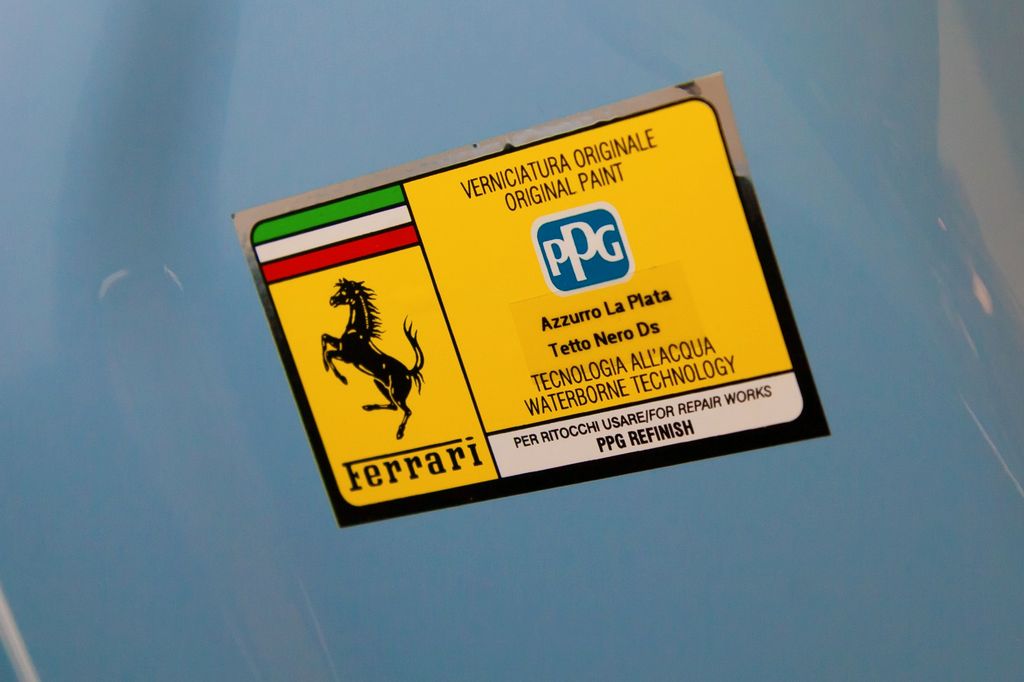 VERNICIATURA ORIGINALE
ORIGINAL PAINT
PPG
Azzurro La Plata
Tetto Nero Ds
TECNOLOGIA ALL'ACQUA
WATERBORNE TECHNOLOGY
PER RITOCCHI USARE/FOR REPAIR WORKS
PPG REFINISH
Ferrari